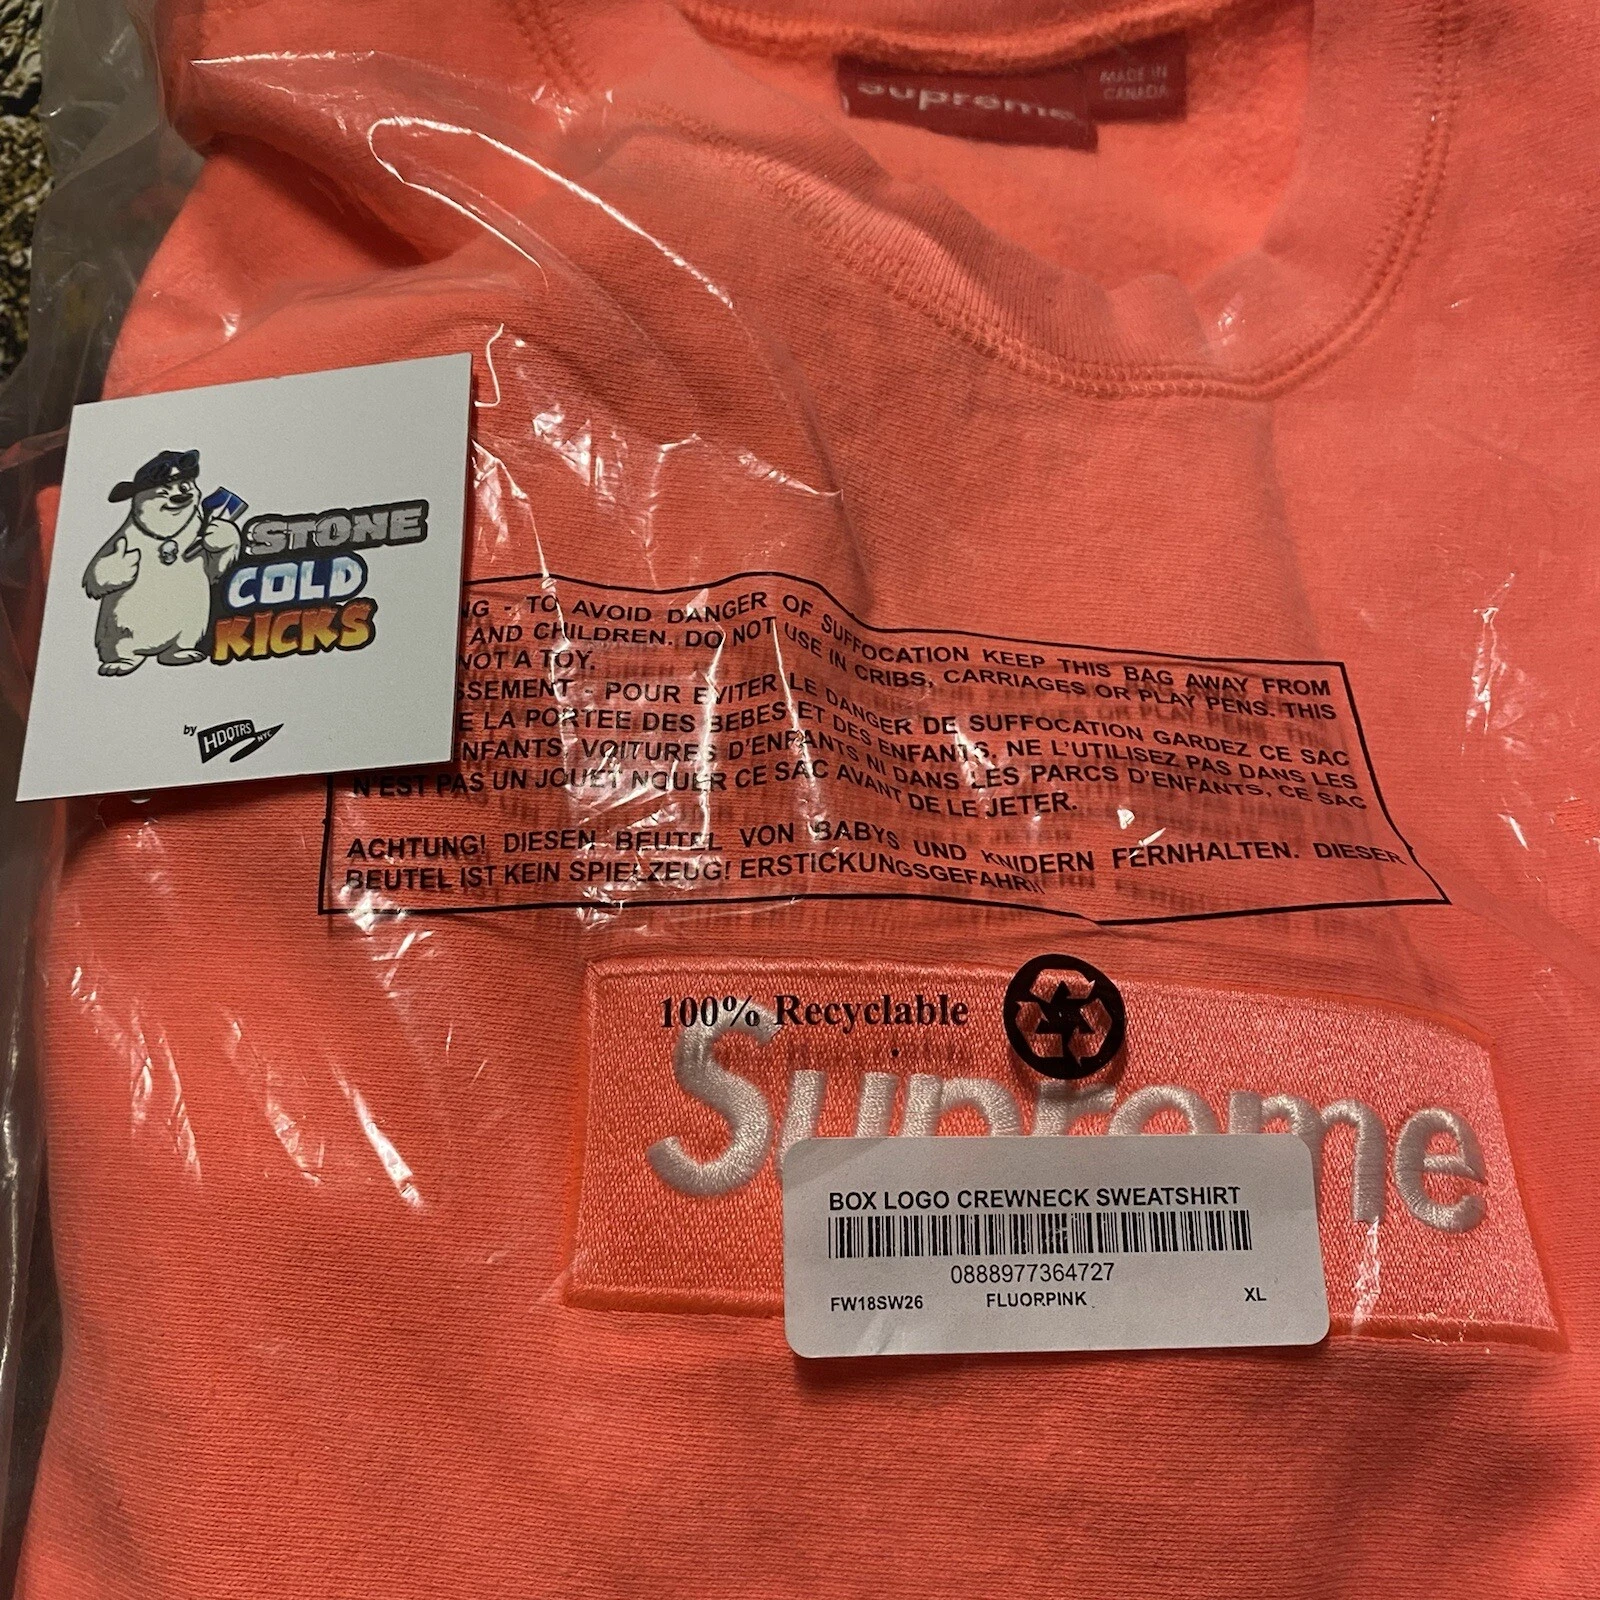 Supreme
MADE IN
CANADA
STONE
COLD
KICKS
by HDQTRS NYC
NG - TO AVOID DANGER OF SUFFOCATION KEEP THIS BAG AWAY FROM
AND CHILDREN. DO NOT USE IN CRIBS, CARRIAGES OR PLAY PENS. THIS
NOT A TOY.
SSEMENT - POUR EVITER LE DANGER DE SUFFOCATION GARDEZ CE SAC
E LA PORTEE DES BEBES ET DES ENFANTS, NE L'UTILISEZ PAS DANS LES
NFANTS, VOITURES D'ENFANTS NI DANS LES PARCS D'ENFANTS, CE SAC
N'EST PAS UN JOUET NOUER CE SAC AVANT DE LE JETER.
ACHTUNG! DIESEN BEUTEL VON BABYS UND KNIDERN FERNHALTEN. DIESER
BEUTEL IST KEIN SPIELZEUG! ERSTICKUNGSGEFAHR!
100% Recyclable
Supreme
BOX LOGO CREWNECK SWEATSHIRT
0888977364727
FW18SW26 FLUORPINK XL